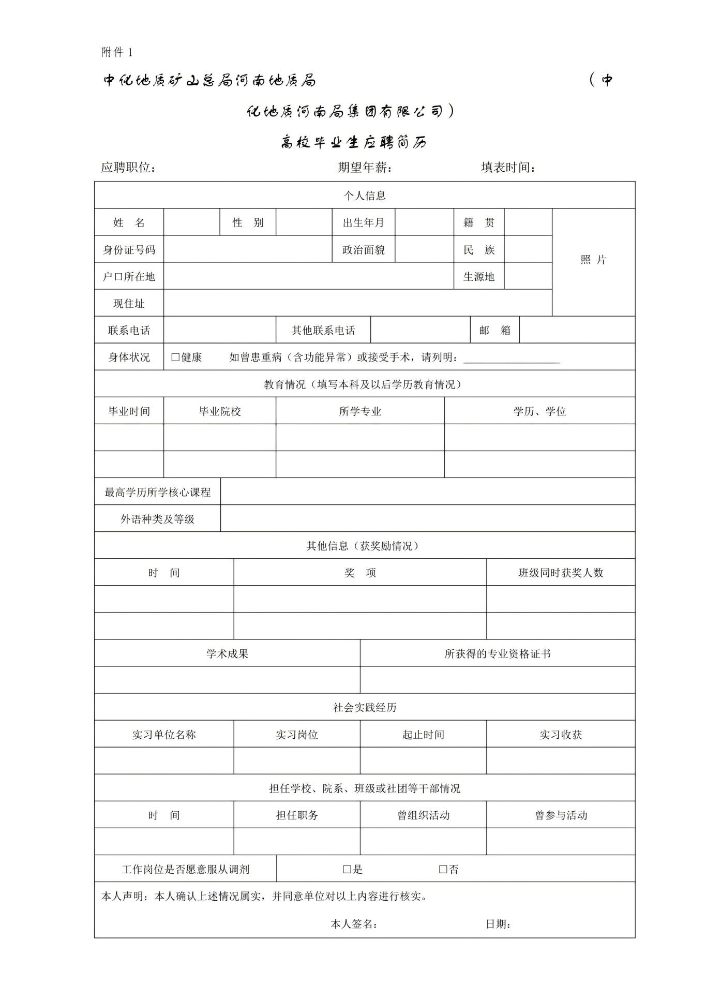 附件 1
中化地质矿山总局河南地质局 （中
化地质河南局集团有限公司）
高校毕业生应聘简历
应聘职位： 期望年薪： 填表时间：
个人信息
姓 名 性 别 出生年月 籍 贯
身份证号码 政治面貌 民 族
照 片
户口所在地 生源地
现住址
联系电话 其他联系电话 邮 箱
身体状况 □健康 如曾患重病（含功能异常）或接受手术，请列明：
教育情况（填写本科及以后学历教育情况）
毕业时间 毕业院校 所学专业 学历、学位
最高学历所学核心课程
外语种类及等级
其他信息（获奖励情况）
时 间 奖 项 班级同时获奖人数
学术成果 所获得的专业资格证书
社会实践经历
实习单位名称 实习岗位 起止时间 实习收获
担任学校、院系、班级或社团等干部情况
时 间 担任职务 曾组织活动 曾参与活动
工作岗位是否愿意服从调剂 □是 □否
本人声明：本人确认上述情况属实，并同意单位对以上内容进行核实。
本人签名： 日期：